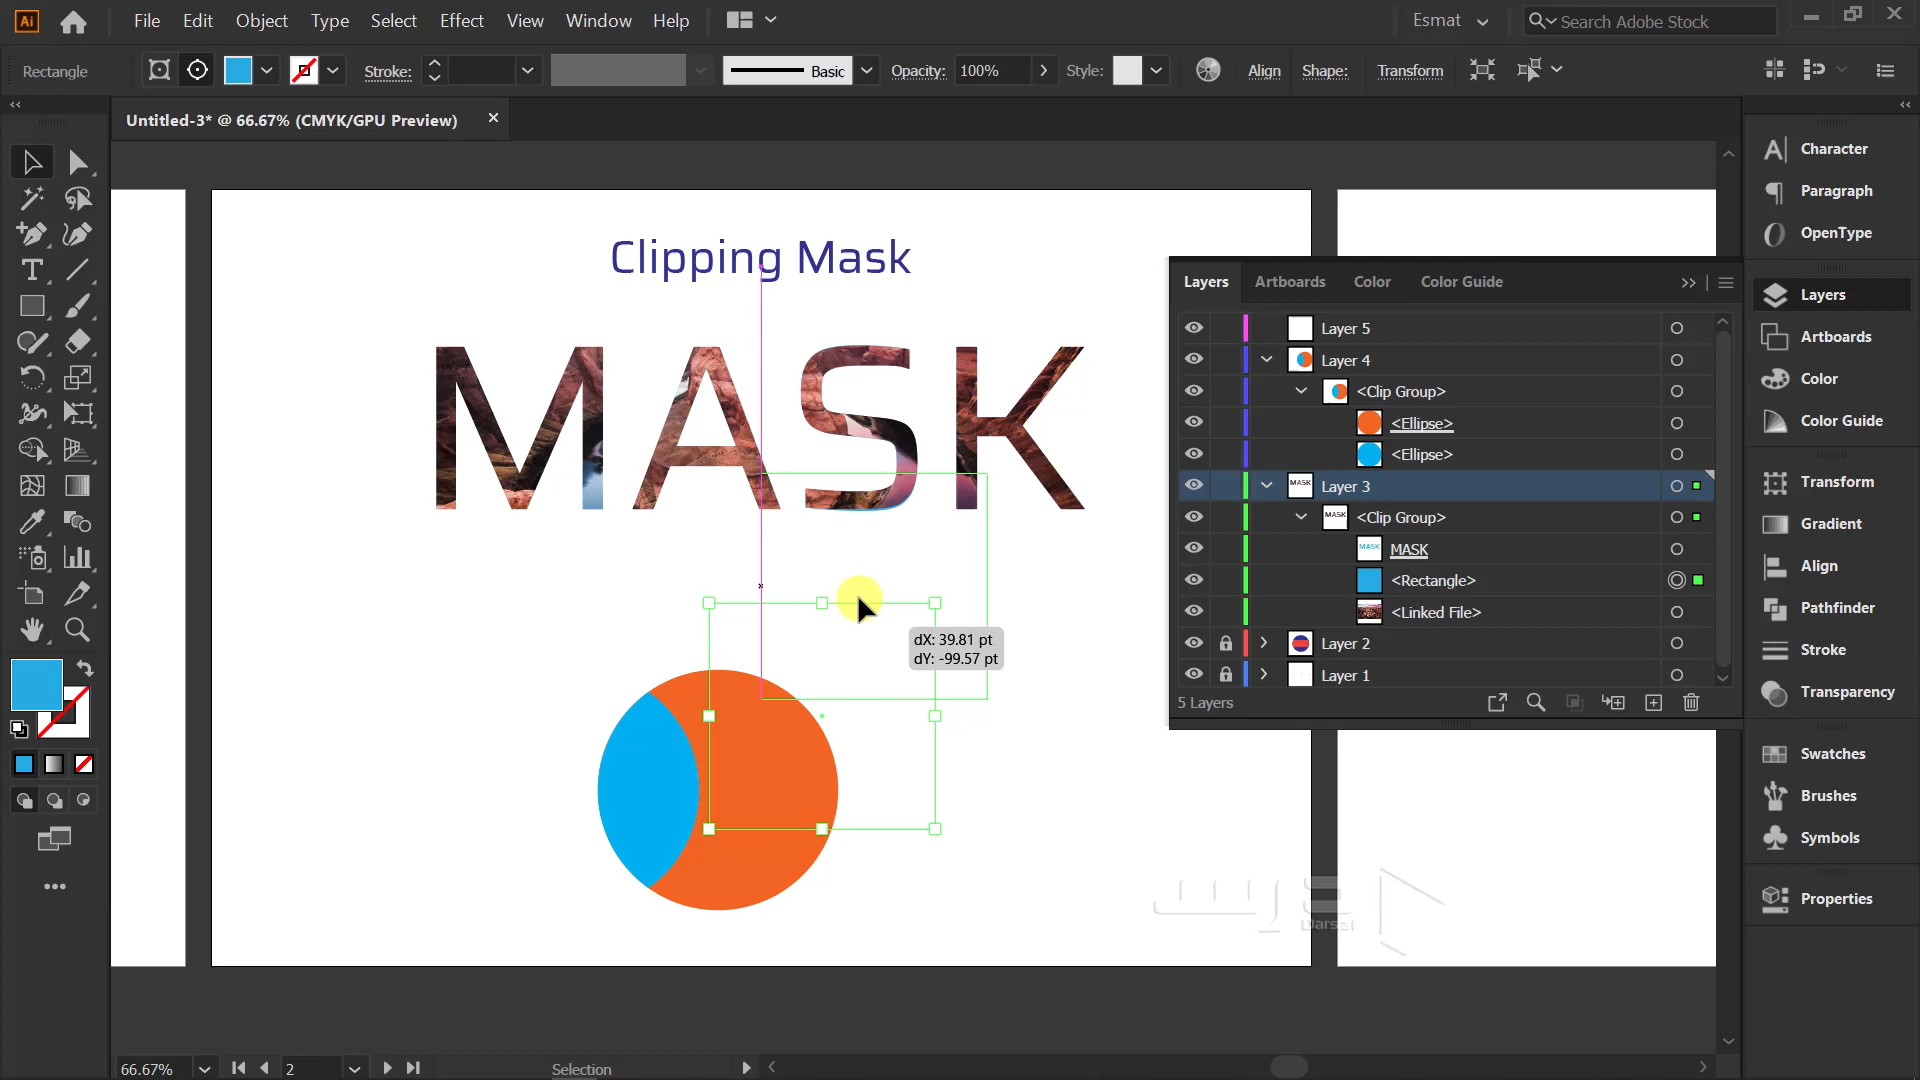 Ai File Edit Object Type Select Effect View Window Help Esmat Search Adobe Stock
Rectangle Stroke: Basic Opacity: 100% Style: Align Shape: Transform
Untitled-3* @ 66.67% (CMYK/GPU Preview)
Clipping Mask
MASK
dX: 39.81 pt
dY: -99.57 pt
Layers Artboards Color Color Guide
Layer 5
Layer 4
<Clip Group>
<Ellipse>
<Ellipse>
MASK Layer 3
MASK <Clip Group>
MASK MASK
<Rectangle>
<Linked File>
Layer 2
Layer 1
5 Layers
Character
Paragraph
OpenType
Layers
Artboards
Color
Color Guide
Transform
Gradient
Align
Pathfinder
Stroke
Transparency
Swatches
Brushes
Symbols
Properties
66.67% 2 Selection